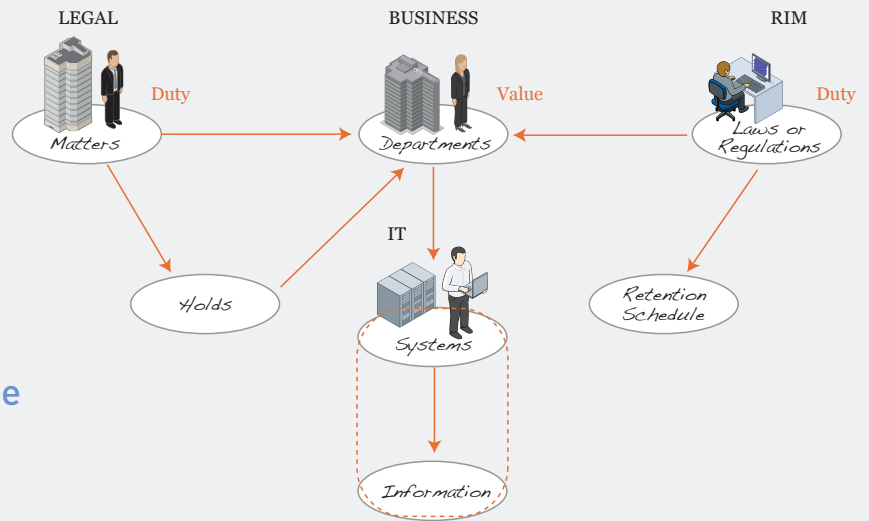 LEGAL
BUSINESS
RIM
Duty
Value
Duty
Matters
Departments
Laws or
Regulations
IT
Holds
Retention
Schedule
Systems
e
Information